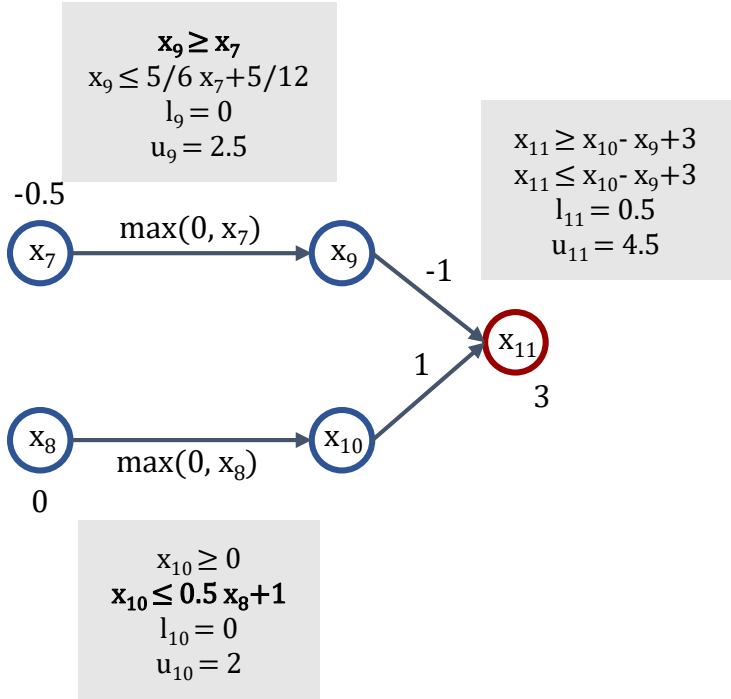 x₉ ≥ x₇
x₉ ≤ 5/6 x₇+5/12
l₉ = 0
u₉ = 2.5
x₁₁ ≥ x₁₀- x₉+3
x₁₁ ≤ x₁₀- x₉+3
l₁₁ = 0.5
u₁₁ = 4.5
-0.5
x₇
max(0, x₇)
x₉
-1
x₁₁
1
3
x₈
max(0, x₈)
x₁₀
0
x₁₀ ≥ 0
x₁₀ ≤ 0.5 x₈+1
l₁₀ = 0
u₁₀ = 2